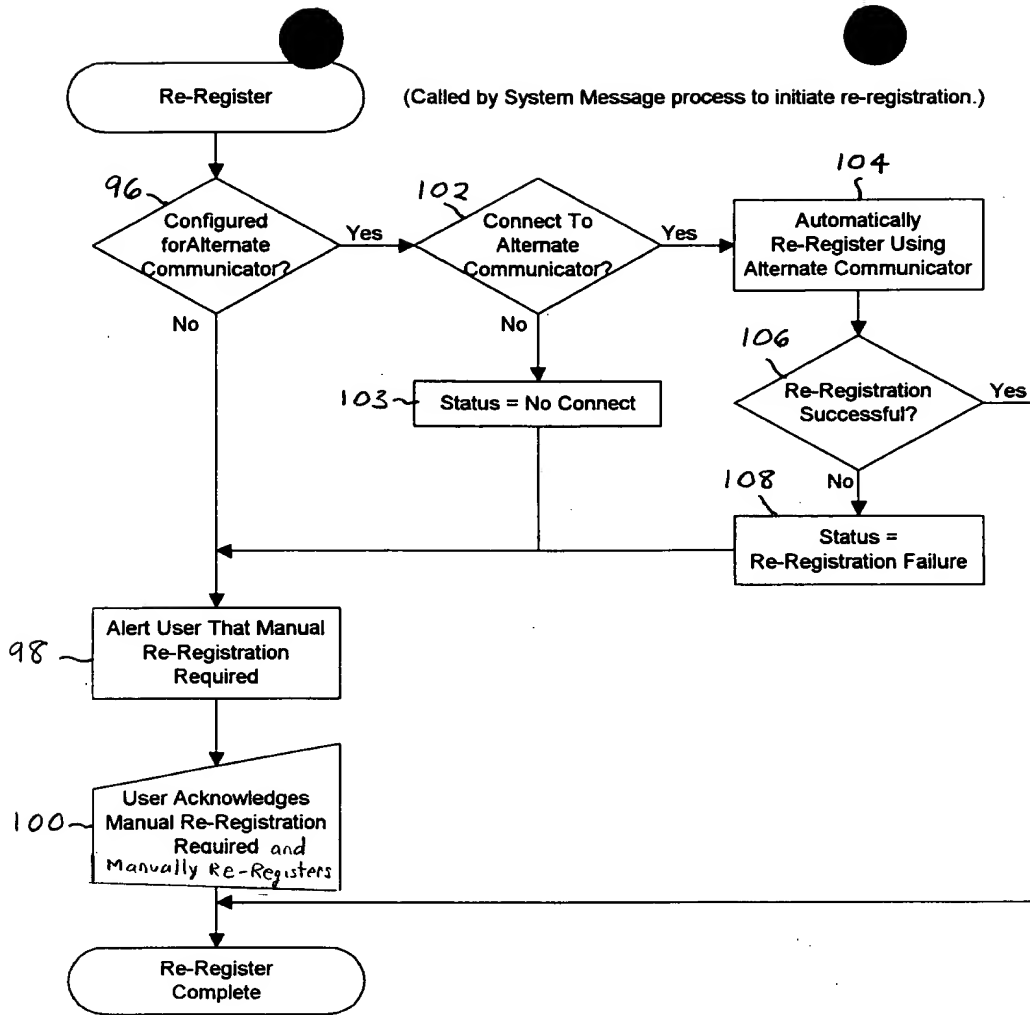 Re-Register
(Called by System Message process to initiate re-registration.)
96
Configured
forAlternate
Communicator?
Yes
No
102
Connect To
Alternate
Communicator?
Yes
No
104
Automatically
Re-Register Using
Alternate Communicator
103
Status = No Connect
106
Re-Registration
Successful?
Yes
No
108
Status =
Re-Registration Failure
98
Alert User That Manual
Re-Registration
Required
100
User Acknowledges
Manual Re-Registration
Required and
Manually Re-Registers
Re-Register
Complete